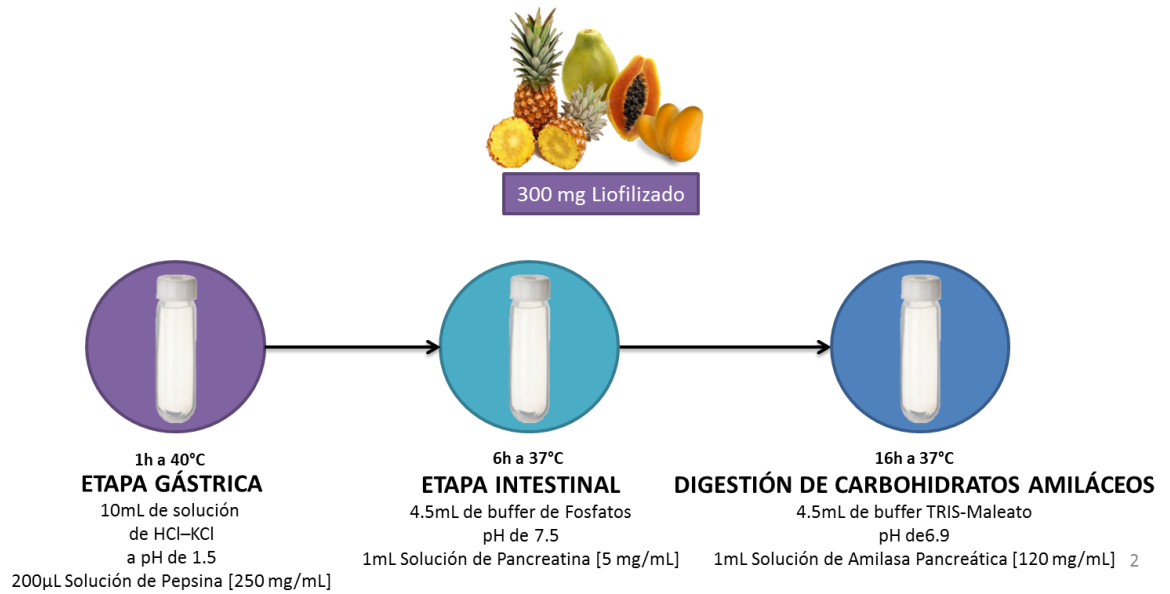 300 mg Liofilizado
1h a 40°C
ETAPA GÁSTRICA
10mL de solución
de HCl–KCl
a pH de 1.5
200µL Solución de Pepsina [250 mg/mL]
6h a 37°C
ETAPA INTESTINAL
4.5mL de buffer de Fosfatos
pH de 7.5
1mL Solución de Pancreatina [5 mg/mL]
16h a 37°C
DIGESTIÓN DE CARBOHIDRATOS AMILÁCEOS
4.5mL de buffer TRIS-Maleato
pH de6.9
1mL Solución de Amilasa Pancreática [120 mg/mL]
2